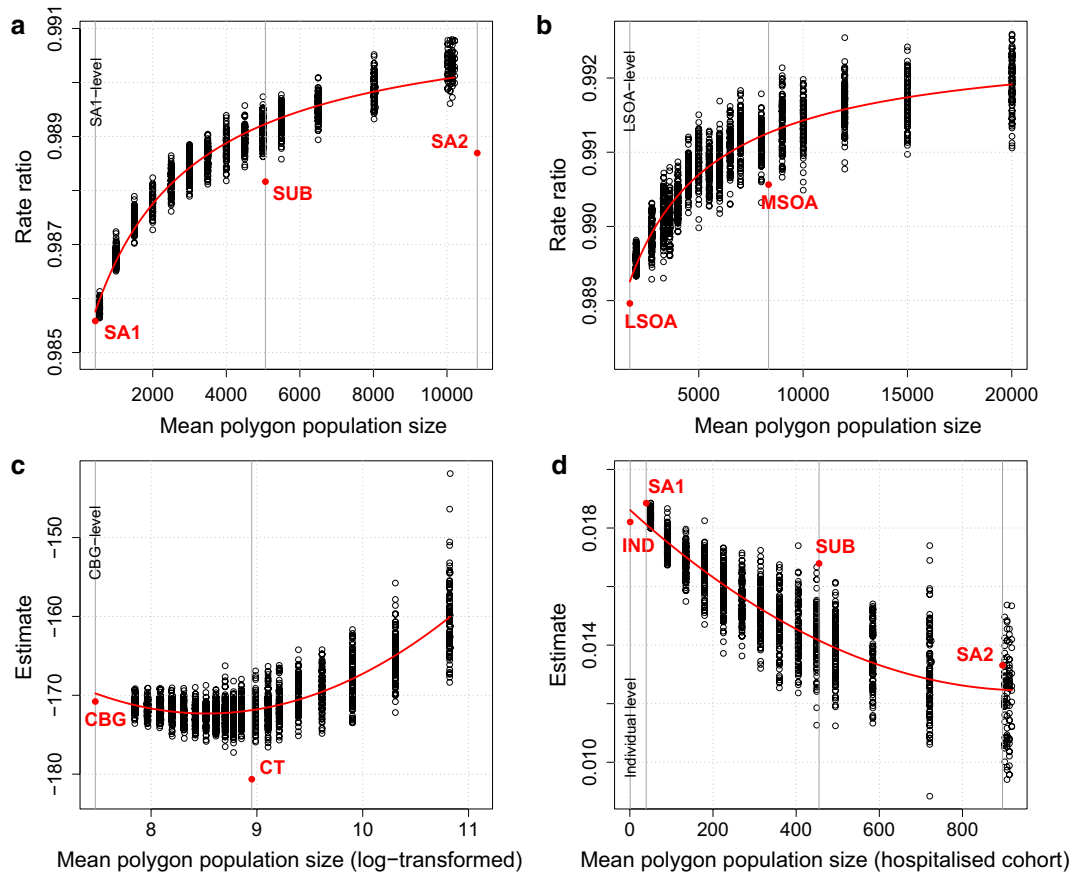 a
0.991
0.989
0.987
0.985
Rate ratio
SA1−level
SA1
SUB
SA2
2000 4000 6000 8000 10000
Mean polygon population size
b
0.992
0.991
0.990
0.989
Rate ratio
LSOA−level
LSOA
MSOA
5000 10000 15000 20000
Mean polygon population size
c
−150
−160
−170
−180
Estimate
CBG−level
CBG
CT
8 9 10 11
Mean polygon population size (log−transformed)
d
0.018
0.014
0.010
Estimate
Individual level
IND
SA1
SUB
SA2
0 200 400 600 800
Mean polygon population size (hospitalised cohort)